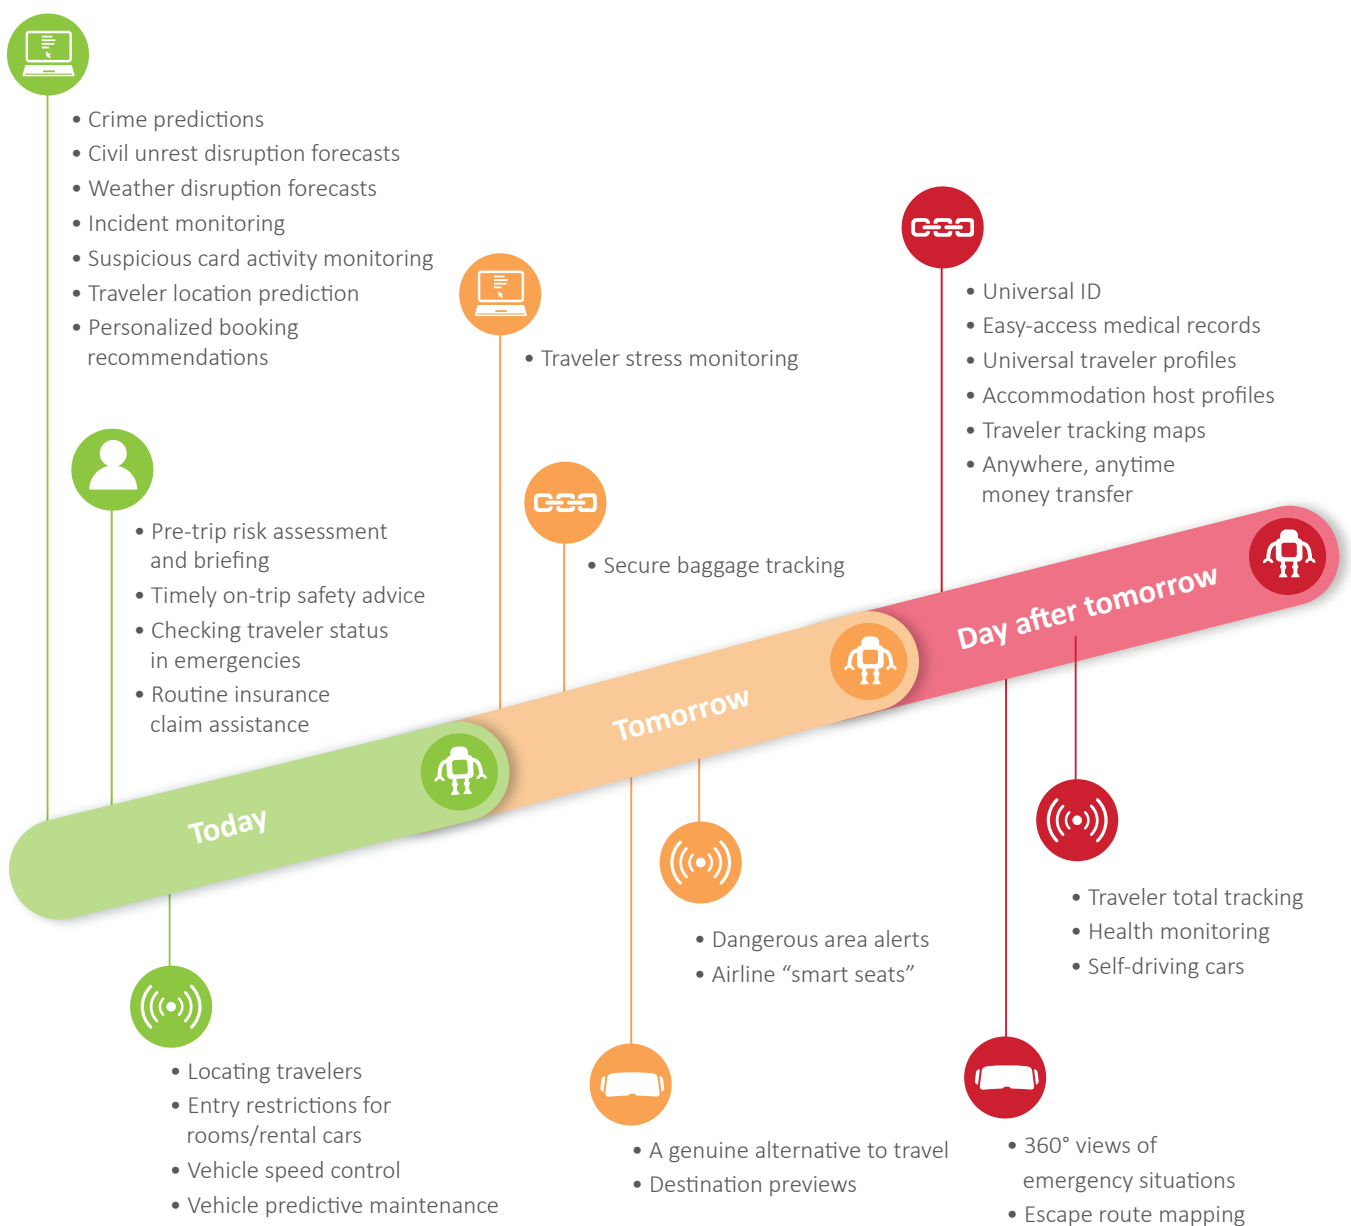 • Crime predictions
• Civil unrest disruption forecasts
• Weather disruption forecasts
• Incident monitoring
• Suspicious card activity monitoring
• Traveler location prediction
• Personalized booking
recommendations
• Pre-trip risk assessment
and briefing
• Timely on-trip safety advice
• Checking traveler status
in emergencies
• Routine insurance
claim assistance
Today
• Locating travelers
• Entry restrictions for
rooms/rental cars
• Vehicle speed control
• Vehicle predictive maintenance
• Traveler stress monitoring
• Secure baggage tracking
Tomorrow
• Dangerous area alerts
• Airline “smart seats”
• A genuine alternative to travel
• Destination previews
• Universal ID
• Easy-access medical records
• Universal traveler profiles
• Accommodation host profiles
• Traveler tracking maps
• Anywhere, anytime
money transfer
Day after tomorrow
• Traveler total tracking
• Health monitoring
• Self-driving cars
• 360° views of
emergency situations
• Escape route mapping